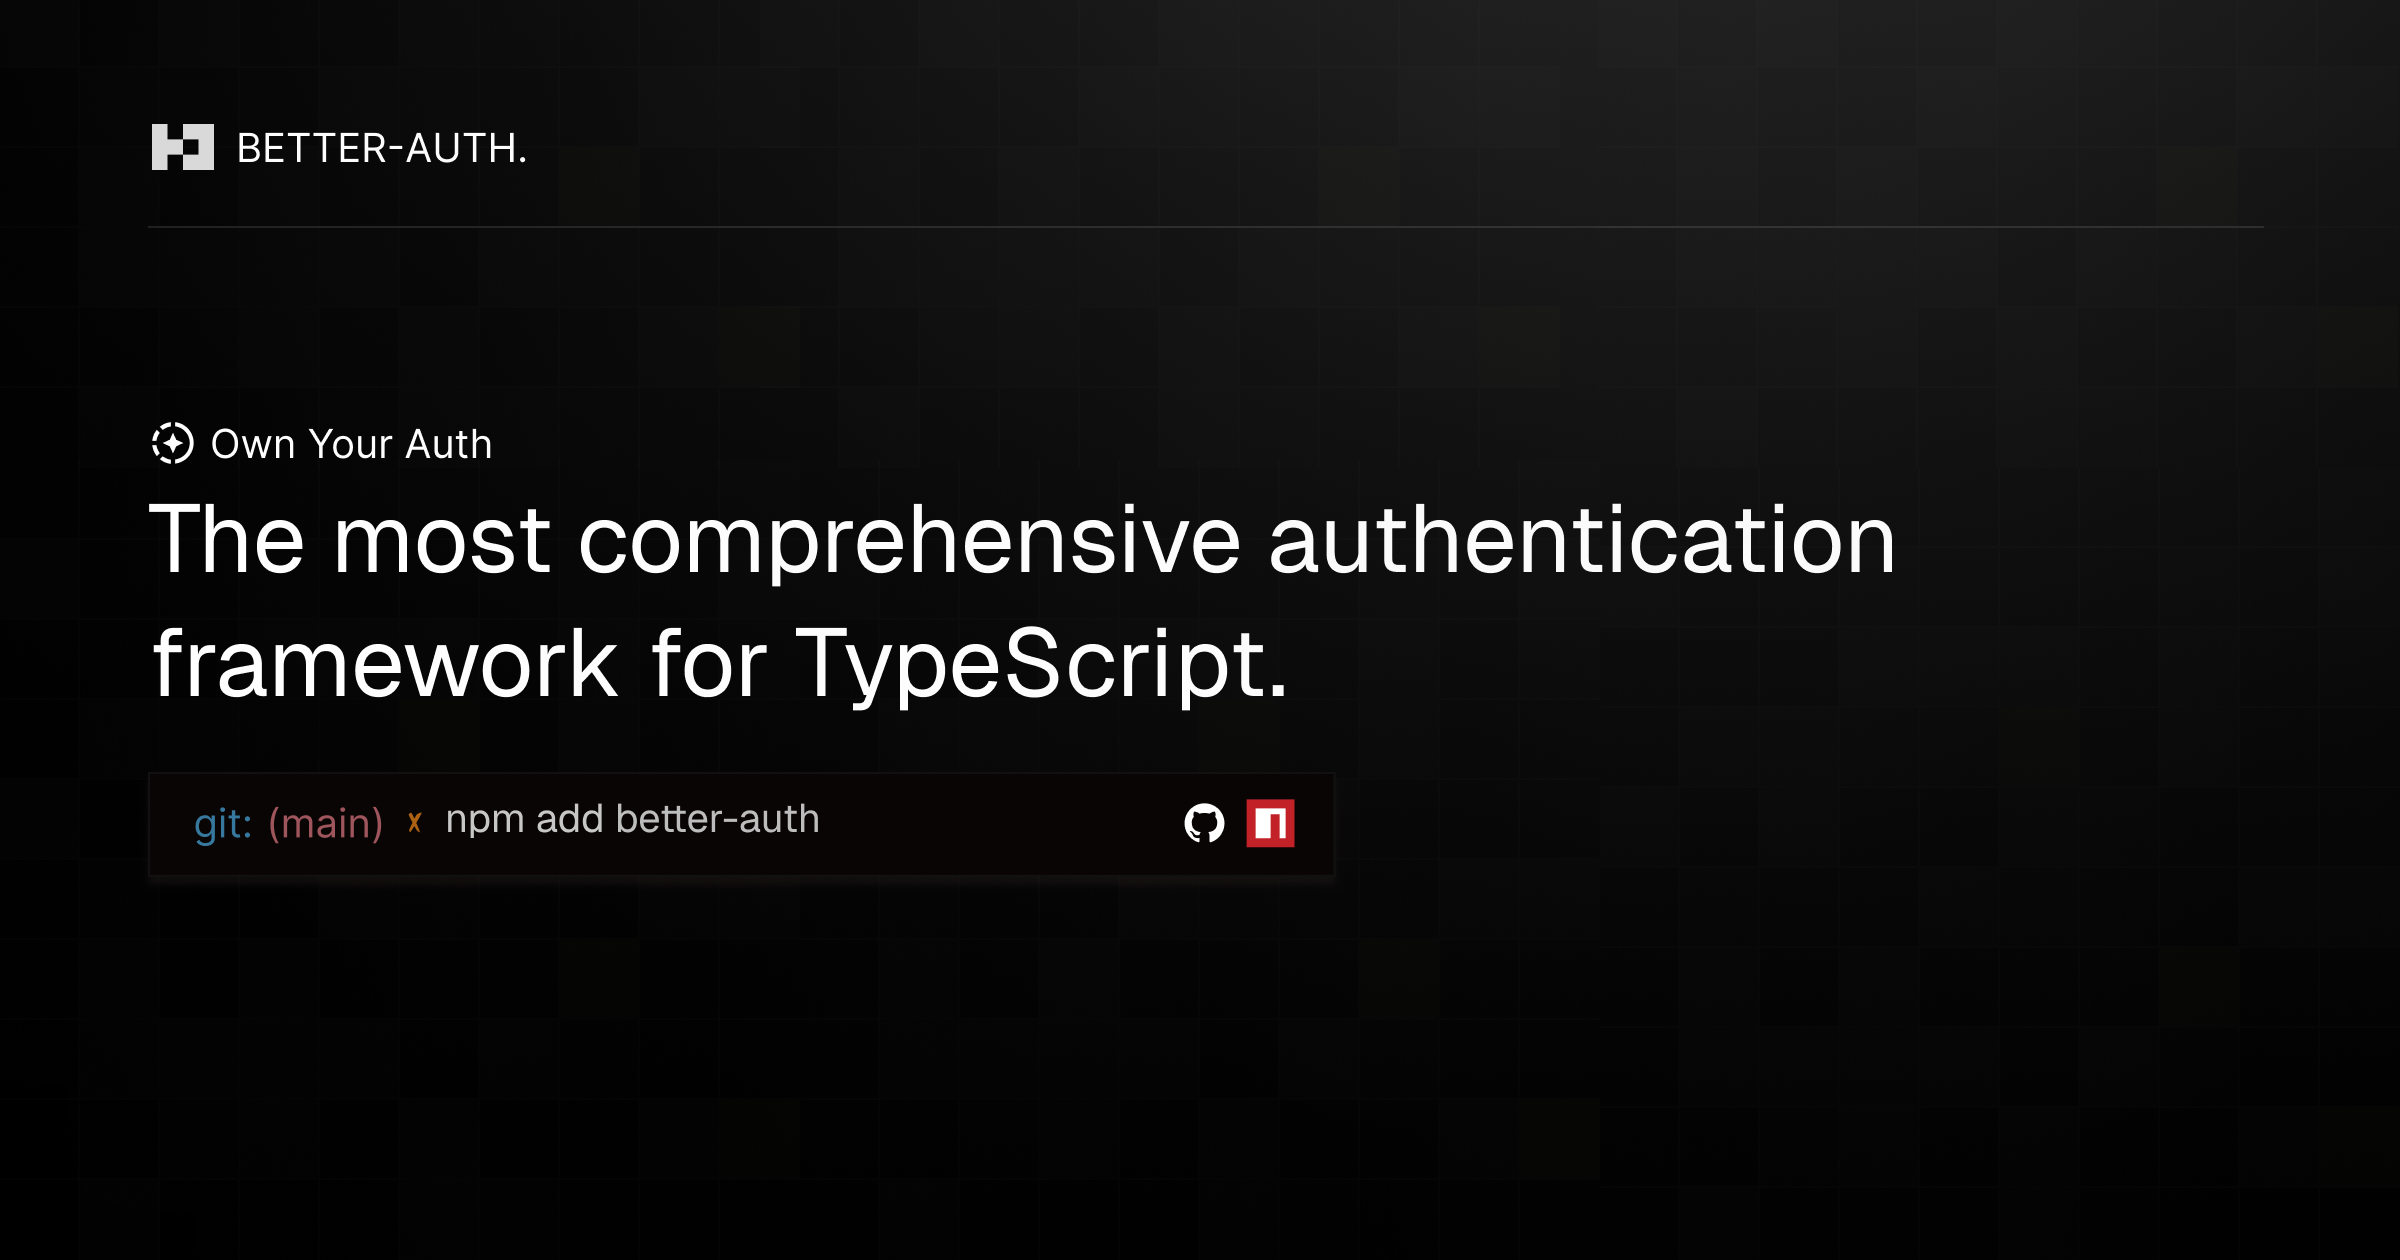 BETTER-AUTH.
Own Your Auth
The most comprehensive authentication
framework for TypeScript.
git: (main) x npm add better-auth